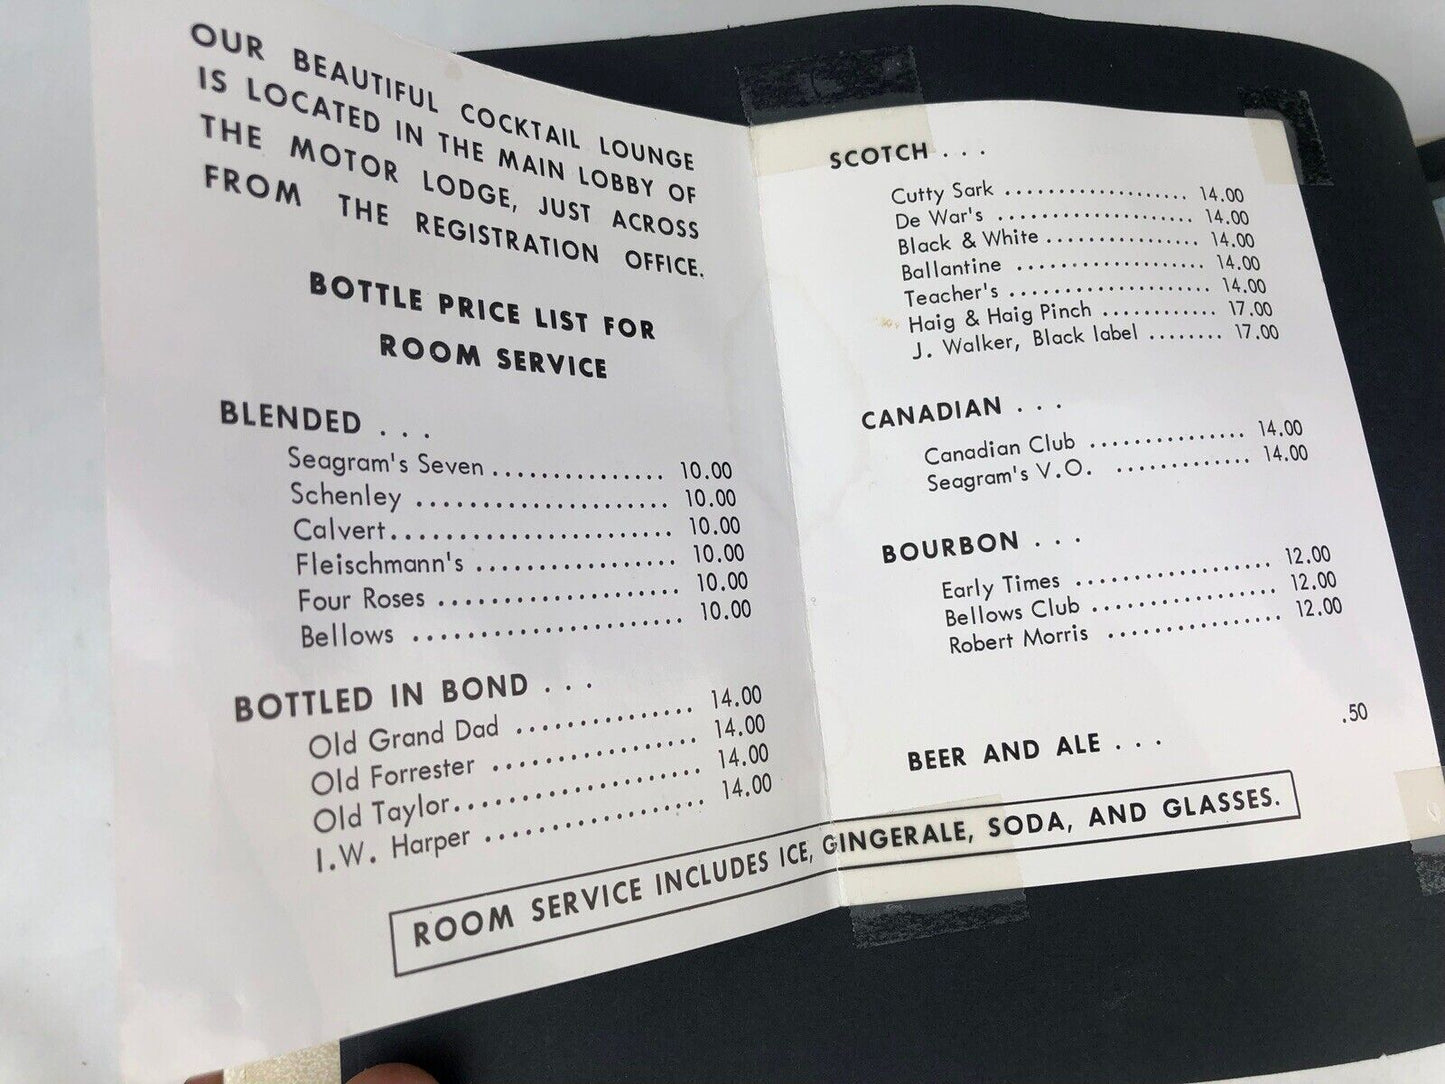 OUR BEAUTIFUL COCKTAIL LOUNGE
IS LOCATED IN THE MAIN LOBBY OF
THE MOTOR LODGE, JUST ACROSS
FROM THE REGISTRATION OFFICE.
BOTTLE PRICE LIST FOR
ROOM SERVICE
BLENDED . . .
Seagram's Seven ............... 10.00
Schenley ...................... 10.00
Calvert........................ 10.00
Fleischmann's ................. 10.00
Four Roses .................... 10.00
Bellows ....................... 10.00
BOTTLED IN BOND . . .
Old Grand Dad ............... 14.00
Old Forrester ................. 14.00
Old Taylor..................... 14.00
I.W. Harper ................... 14.00
SCOTCH . . .
Cutty Sark ................... 14.00
De War's .................... 14.00
Black & White ................ 14.00
Ballantine .................... 14.00
Teacher's ..................... 14.00
Haig & Haig Pinch ............ 17.00
J. Walker, Black label ........ 17.00
CANADIAN . . .
Canadian Club ............... 14.00
Seagram's V.O. ............. 14.00
BOURBON . . .
Early Times .................. 12.00
Bellows Club ................. 12.00
Robert Morris ................ 12.00
BEER AND ALE . . . .50
ROOM SERVICE INCLUDES ICE, GINGERALE, SODA, AND GLASSES.